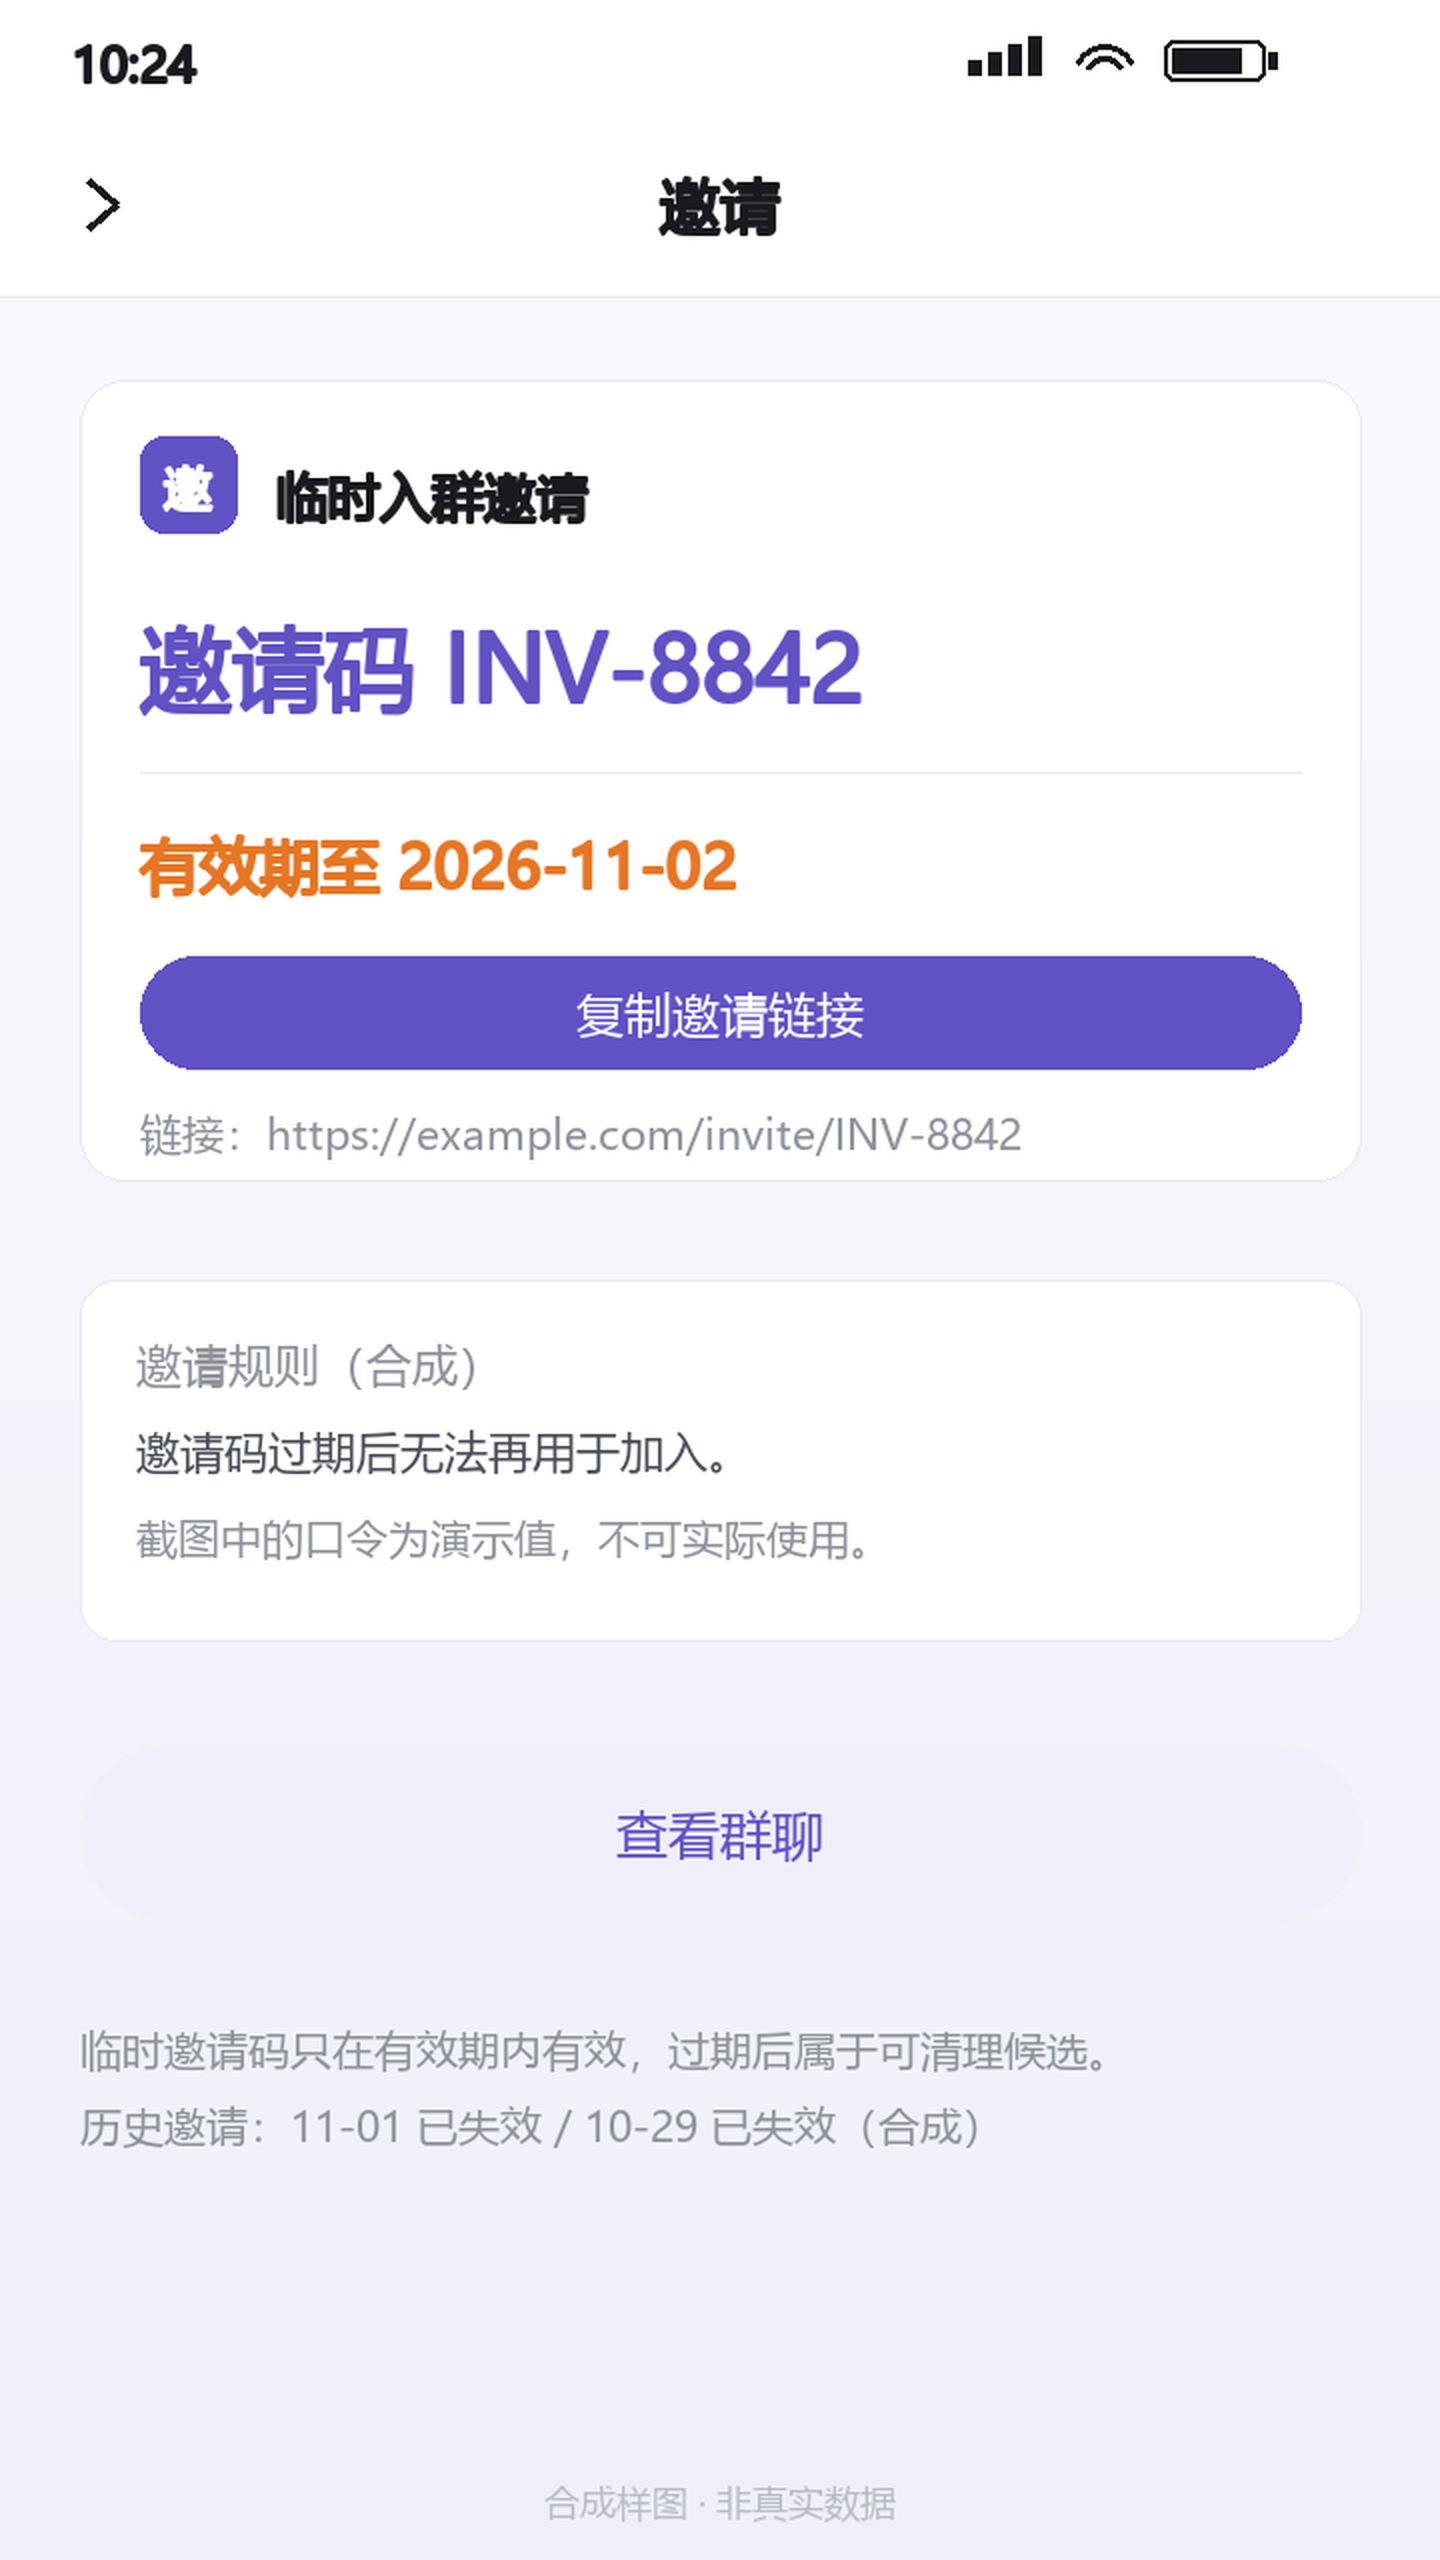 10:24
邀请
邀
临时入群邀请
邀请码 INV-8842
有效期至 2026-11-02
复制邀请链接
链接：https://example.com/invite/INV-8842
邀请规则（合成）
邀请码过期后无法再用于加入。
截图中的口令为演示值，不可实际使用。
查看群聊
临时邀请码只在有效期内有效，过期后属于可清理候选。
历史邀请：11-01 已失效 / 10-29 已失效（合成）
合成样图 · 非真实数据